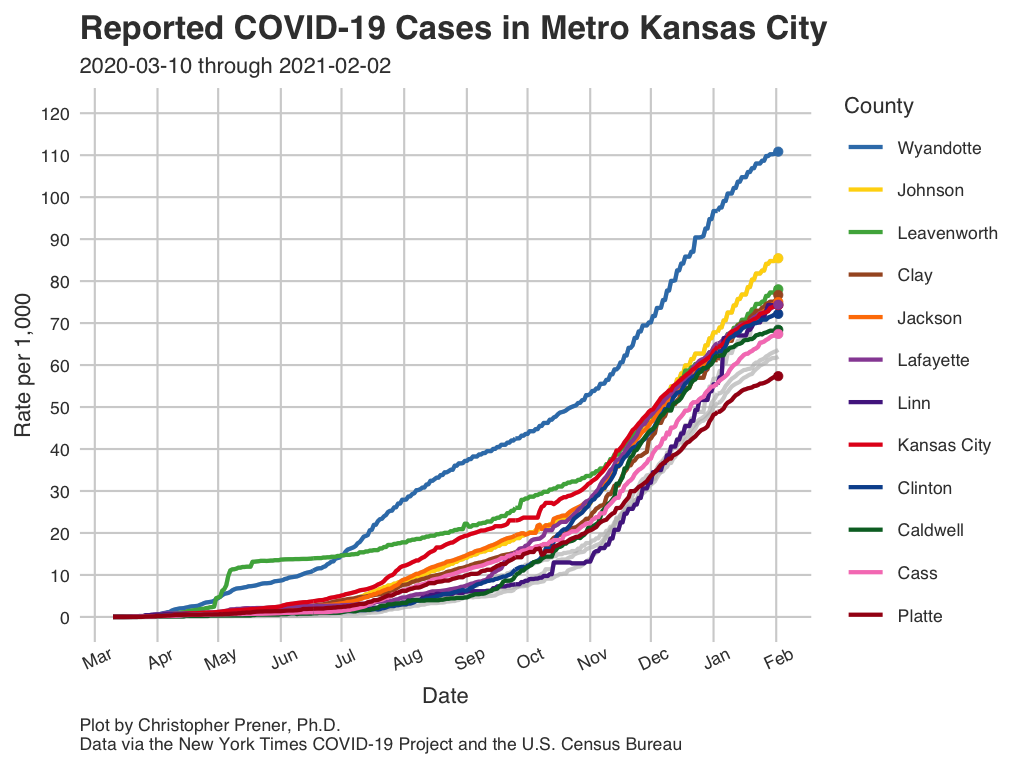 Reported COVID-19 Cases in Metro Kansas City
2020-03-10 through 2021-02-02
Rate per 1,000
120
110
100
90
80
70
60
50
40
30
20
10
0
Mar Apr May Jun Jul Aug Sep Oct Nov Dec Jan Feb
Date
County
Wyandotte
Johnson
Leavenworth
Clay
Jackson
Lafayette
Linn
Kansas City
Clinton
Caldwell
Cass
Platte
Plot by Christopher Prener, Ph.D.
Data via the New York Times COVID-19 Project and the U.S. Census Bureau